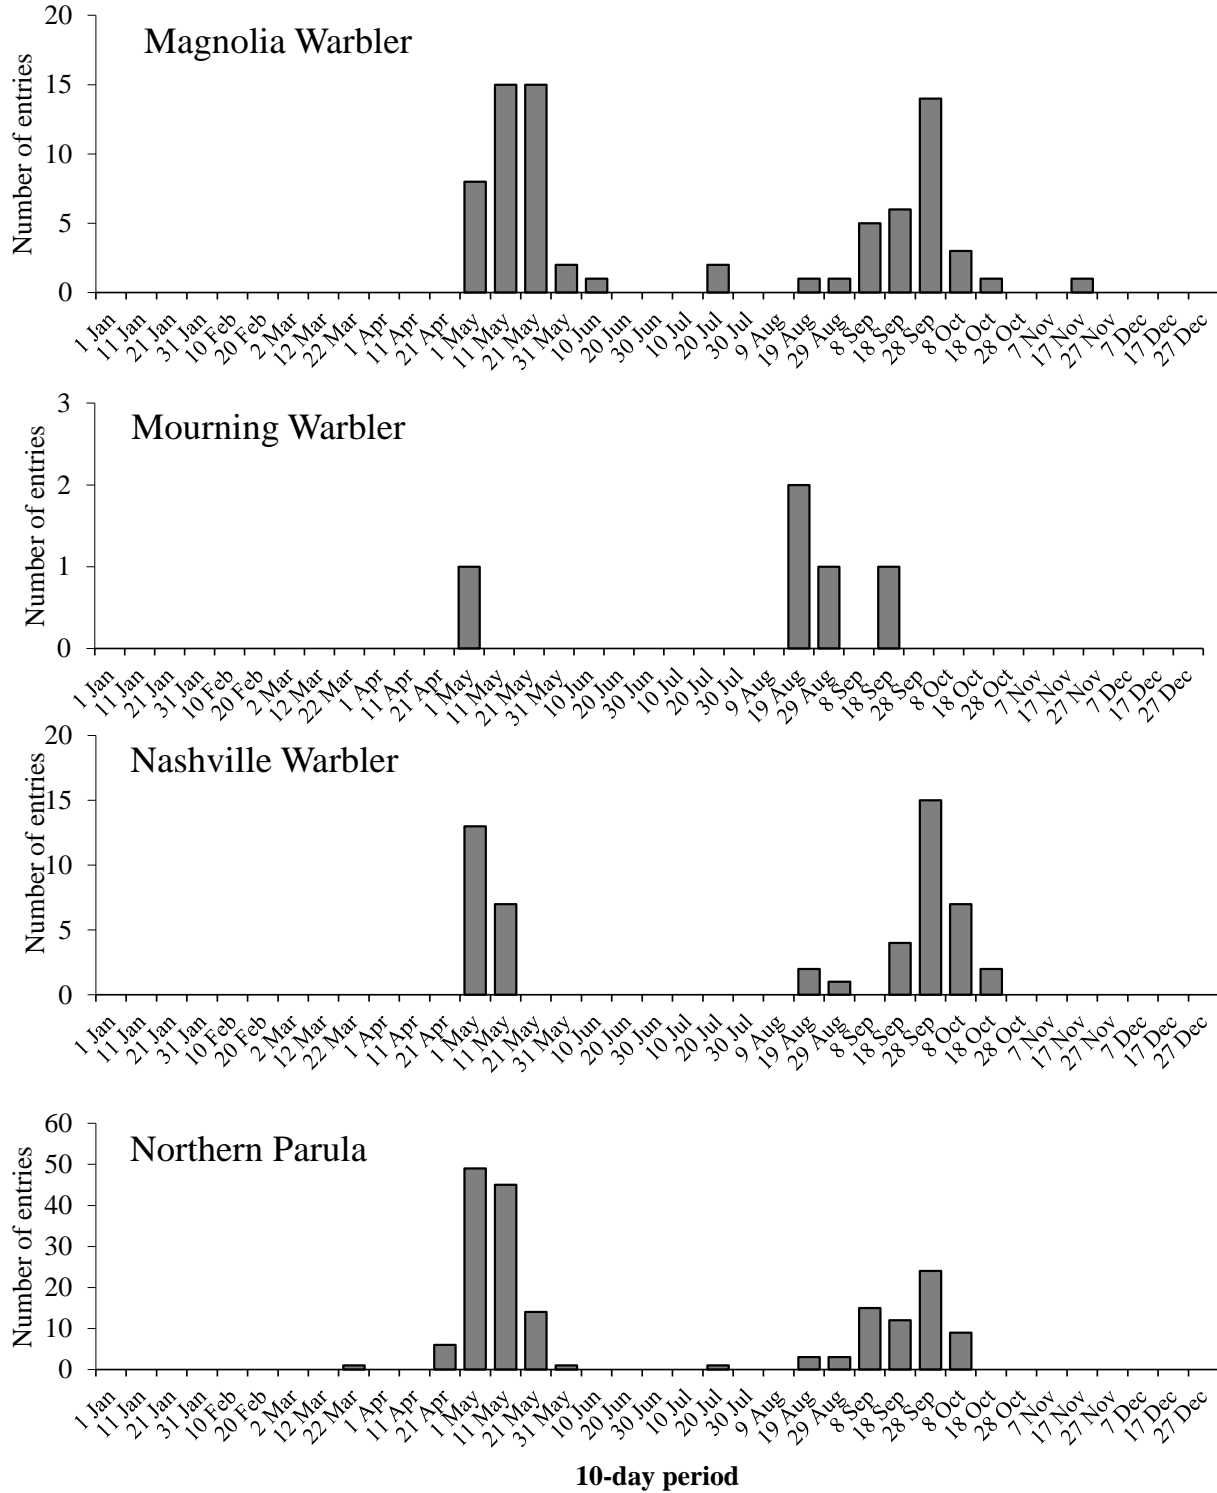 Magnolia Warbler
Number of entries
20
15
10
5
0
1 Jan 11 Jan 21 Jan 31 Jan 10 Feb 20 Feb 2 Mar 12 Mar 22 Mar 1 Apr 11 Apr 21 Apr 1 May 11 May 21 May 31 May 10 Jun 20 Jun 30 Jun 10 Jul 20 Jul 30 Jul 9 Aug 19 Aug 29 Aug 8 Sep 18 Sep 28 Sep 8 Oct 18 Oct 28 Oct 7 Nov 17 Nov 27 Nov 7 Dec 17 Dec 27 Dec
Mourning Warbler
Number of entries
3
2
1
0
1 Jan 11 Jan 21 Jan 31 Jan 10 Feb 20 Feb 2 Mar 12 Mar 22 Mar 1 Apr 11 Apr 21 Apr 1 May 11 May 21 May 31 May 10 Jun 20 Jun 30 Jun 10 Jul 20 Jul 30 Jul 9 Aug 19 Aug 29 Aug 8 Sep 18 Sep 28 Sep 8 Oct 18 Oct 28 Oct 7 Nov 17 Nov 27 Nov 7 Dec 17 Dec 27 Dec
Nashville Warbler
Number of entries
20
15
10
5
0
1 Jan 11 Jan 21 Jan 31 Jan 10 Feb 20 Feb 2 Mar 12 Mar 22 Mar 1 Apr 11 Apr 21 Apr 1 May 11 May 21 May 31 May 10 Jun 20 Jun 30 Jun 10 Jul 20 Jul 30 Jul 9 Aug 19 Aug 29 Aug 8 Sep 18 Sep 28 Sep 8 Oct 18 Oct 28 Oct 7 Nov 17 Nov 27 Nov 7 Dec 17 Dec 27 Dec
Northern Parula
Number of entries
60
50
40
30
20
10
0
1 Jan 11 Jan 21 Jan 31 Jan 10 Feb 20 Feb 2 Mar 12 Mar 22 Mar 1 Apr 11 Apr 21 Apr 1 May 11 May 21 May 31 May 10 Jun 20 Jun 30 Jun 10 Jul 20 Jul 30 Jul 9 Aug 19 Aug 29 Aug 8 Sep 18 Sep 28 Sep 8 Oct 18 Oct 28 Oct 7 Nov 17 Nov 27 Nov 7 Dec 17 Dec 27 Dec
10-day period